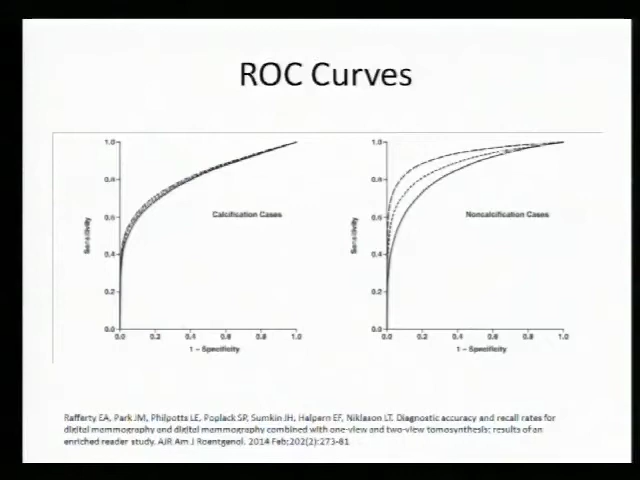 ROC Curves
1.0
0.8
0.6
0.4
0.2
0.0
Sensitivity
Calcification Cases
0.0 0.2 0.4 0.6 0.8 1.0
1 – Specificity
1.0
0.8
0.6
0.4
0.2
0.0
Sensitivity
Noncalcification Cases
0.0 0.2 0.4 0.6 0.8 1.0
1 – Specificity
Rafferty EA, Park JM, Philpotts LE, Poplack SP, Sumkin JH, Halpern EF, Niklason LT. Diagnostic accuracy and recall rates for
digital mammography and digital mammography combined with one-view and two-view tomosynthesis: results of an
enriched reader study. AJR Am J Roentgenol. 2014 Feb;202(2):273-81